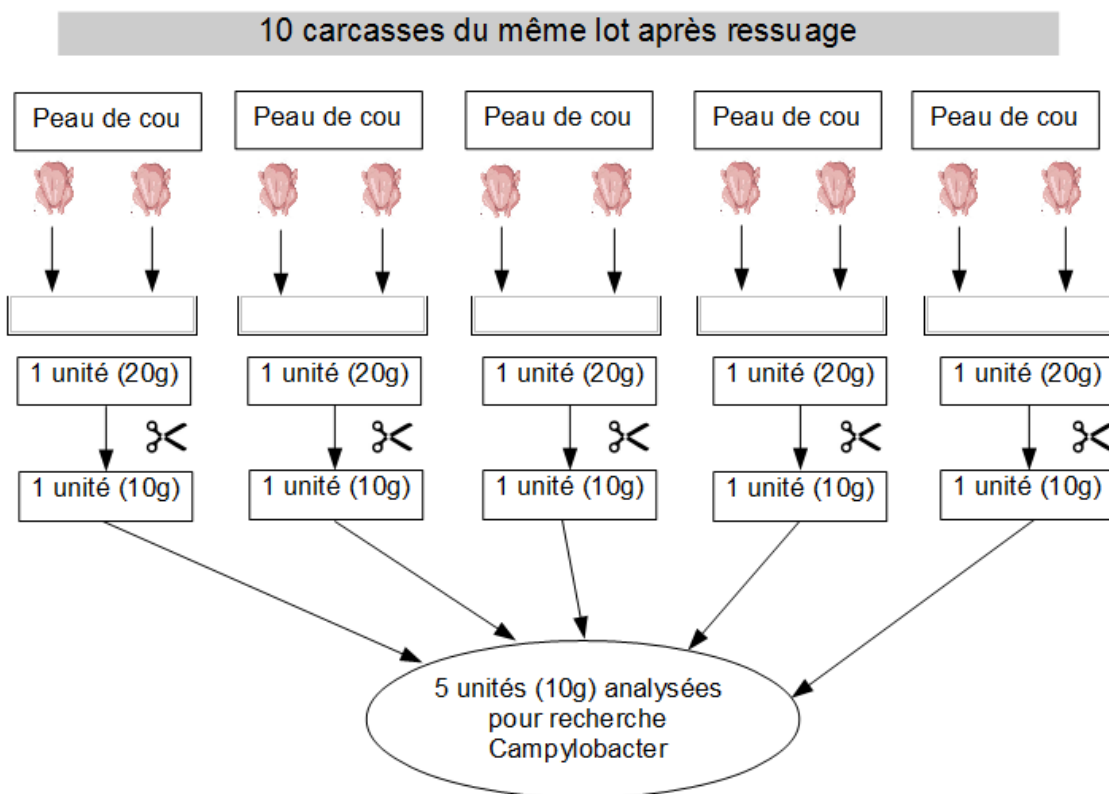 10 carcasses du même lot après ressuage
Peau de cou
Peau de cou
Peau de cou
Peau de cou
Peau de cou
1 unité (20g)
1 unité (20g)
1 unité (20g)
1 unité (20g)
1 unité (20g)
1 unité (10g)
1 unité (10g)
1 unité (10g)
1 unité (10g)
1 unité (10g)
5 unités (10g) analysées
pour recherche
Campylobacter